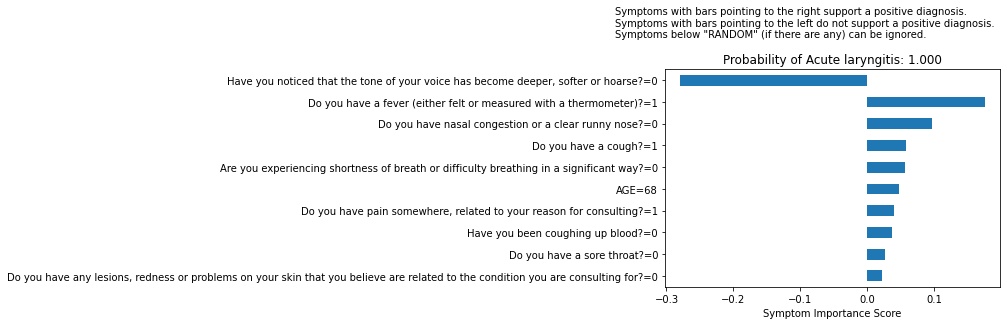 Symptoms with bars pointing to the right support a positive diagnosis.
Symptoms with bars pointing to the left do not support a positive diagnosis.
Symptoms below "RANDOM" (if there are any) can be ignored.
Probability of Acute laryngitis: 1.000
Have you noticed that the tone of your voice has become deeper, softer or hoarse?=0
Do you have a fever (either felt or measured with a thermometer)?=1
Do you have nasal congestion or a clear runny nose?=0
Do you have a cough?=1
Are you experiencing shortness of breath or difficulty breathing in a significant way?=0
AGE=68
Do you have pain somewhere, related to your reason for consulting?=1
Have you been coughing up blood?=0
Do you have a sore throat?=0
Do you have any lesions, redness or problems on your skin that you believe are related to the condition you are consulting for?=0
−0.3 −0.2 −0.1 0.0 0.1
Symptom Importance Score